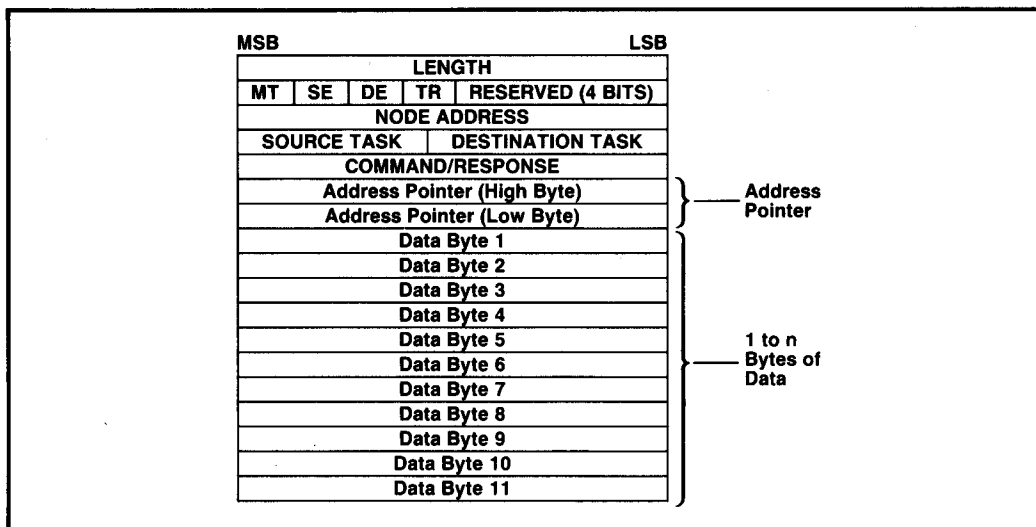 MSB LSB
LENGTH
MT SE DE TR RESERVED (4 BITS)
NODE ADDRESS
SOURCE TASK DESTINATION TASK
COMMAND/RESPONSE
Address Pointer (High Byte)
Address Pointer (Low Byte)
Address
Pointer
Data Byte 1
Data Byte 2
Data Byte 3
Data Byte 4
Data Byte 5
Data Byte 6
Data Byte 7
Data Byte 8
Data Byte 9
Data Byte 10
Data Byte 11
1 to n
Bytes of
Data